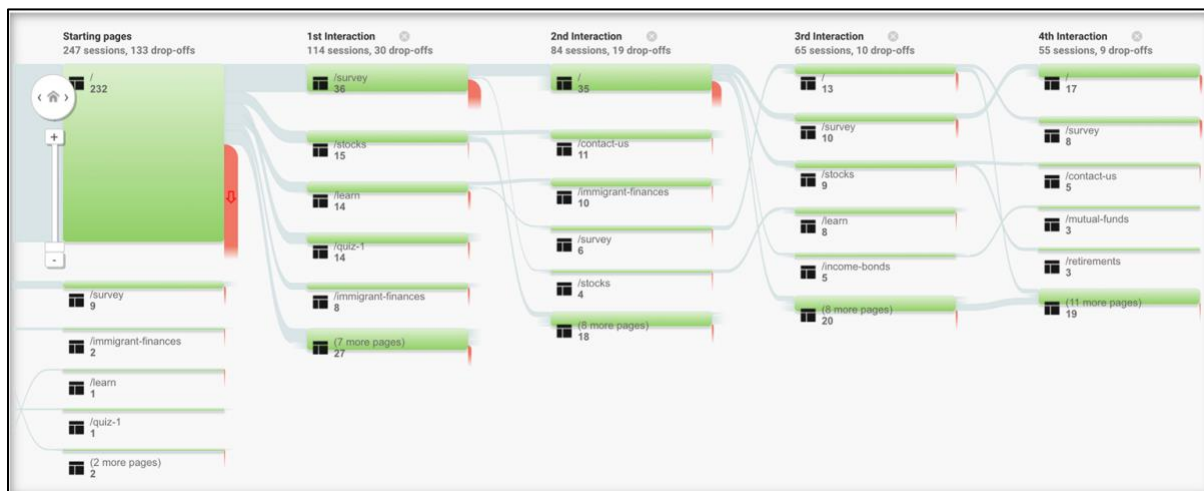 Starting pages
247 sessions, 133 drop-offs
/
232
/survey
9
/immigrant-finances
2
/learn
1
/quiz-1
1
(2 more pages)
2
+
-
1st Interaction
114 sessions, 30 drop-offs
/survey
36
/stocks
15
/learn
14
/quiz-1
14
/immigrant-finances
8
(7 more pages)
27
2nd Interaction
84 sessions, 19 drop-offs
/
35
/contact-us
11
/immigrant-finances
10
/survey
6
/stocks
4
(8 more pages)
18
3rd Interaction
65 sessions, 10 drop-offs
/
13
/survey
10
/stocks
9
/learn
8
/income-bonds
5
(8 more pages)
20
4th Interaction
55 sessions, 9 drop-offs
/
17
/survey
8
/contact-us
5
/mutual-funds
3
/retirements
3
(11 more pages)
19